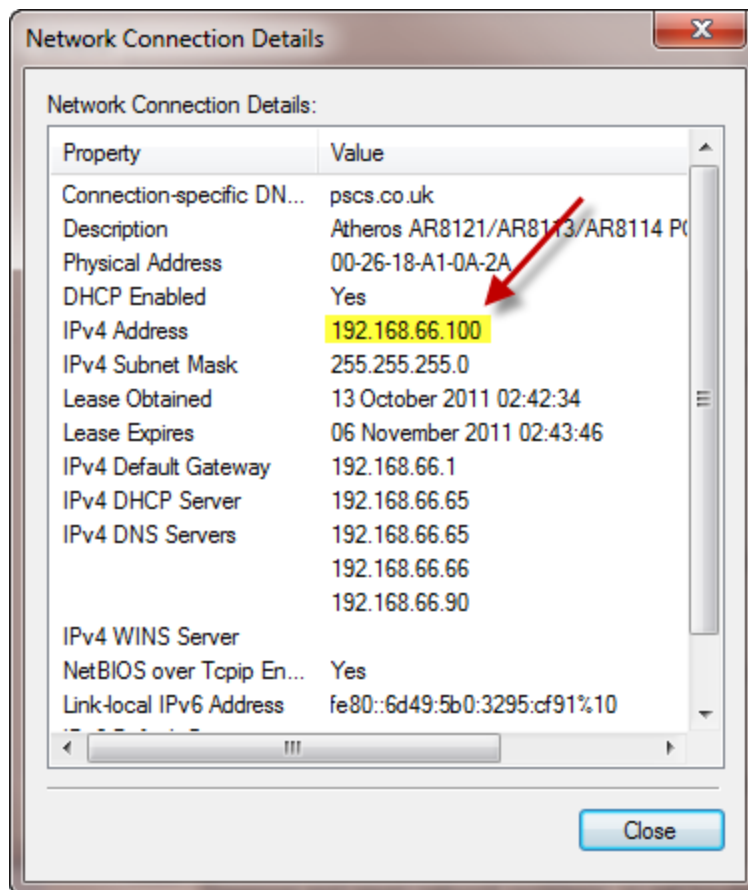 Network Connection Details
Network Connection Details:
Property Value
Connection-specific DN... pscs.co.uk
Description Atheros AR8121/AR8113/AR8114 P
Physical Address 00-26-18-A1-0A-2A
DHCP Enabled Yes
IPv4 Address 192.168.66.100
IPv4 Subnet Mask 255.255.255.0
Lease Obtained 13 October 2011 02:42:34
Lease Expires 06 November 2011 02:43:46
IPv4 Default Gateway 192.168.66.1
IPv4 DHCP Server 192.168.66.65
IPv4 DNS Servers 192.168.66.65
192.168.66.66
192.168.66.90
IPv4 WINS Server
NetBIOS over Tcpip En... Yes
Link-local IPv6 Address fe80::6d49:5b0:3295:cf91%10
Close